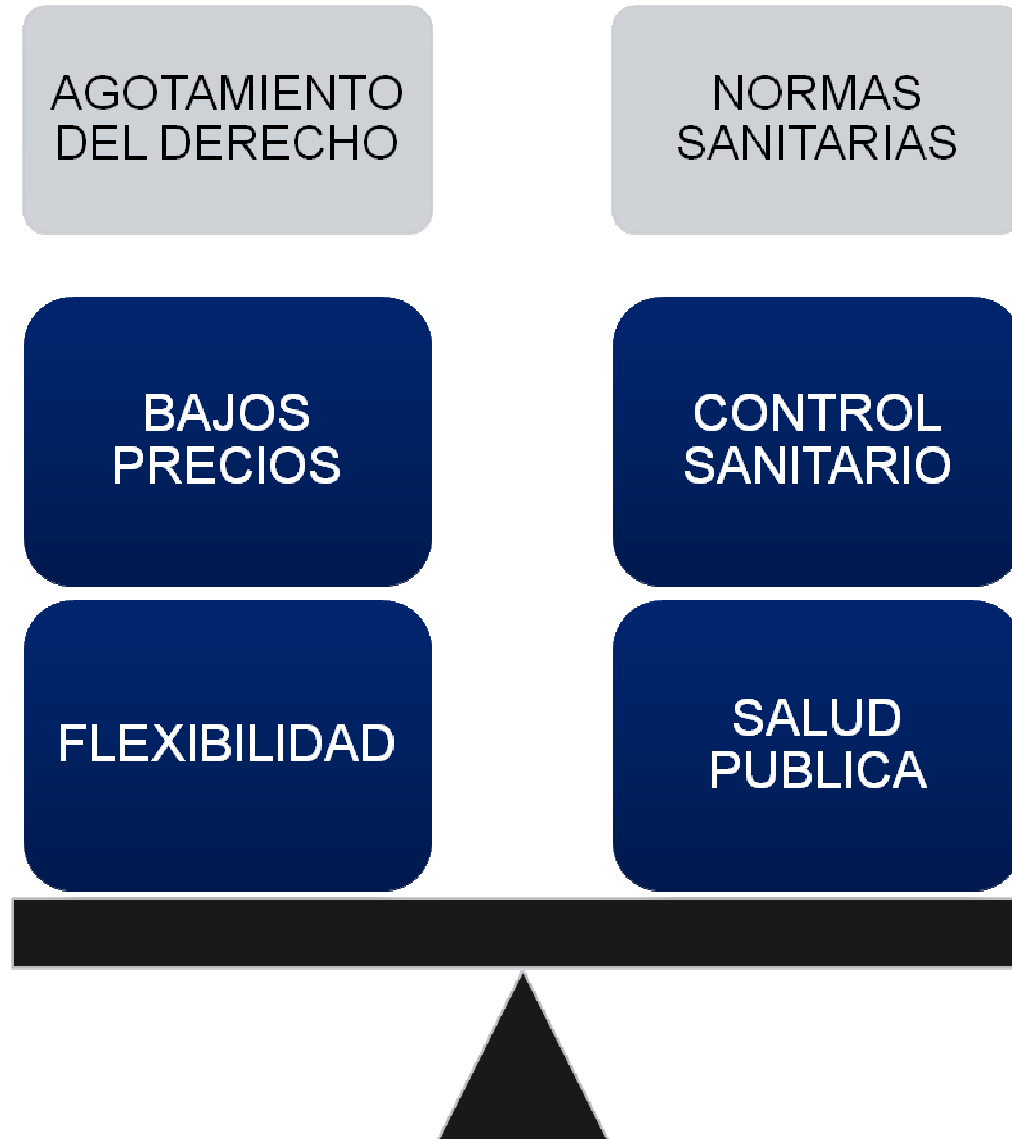 AGOTAMIENTO
DEL DERECHO
NORMAS
SANITARIAS
BAJOS
PRECIOS
CONTROL
SANITARIO
FLEXIBILIDAD
SALUD
PUBLICA